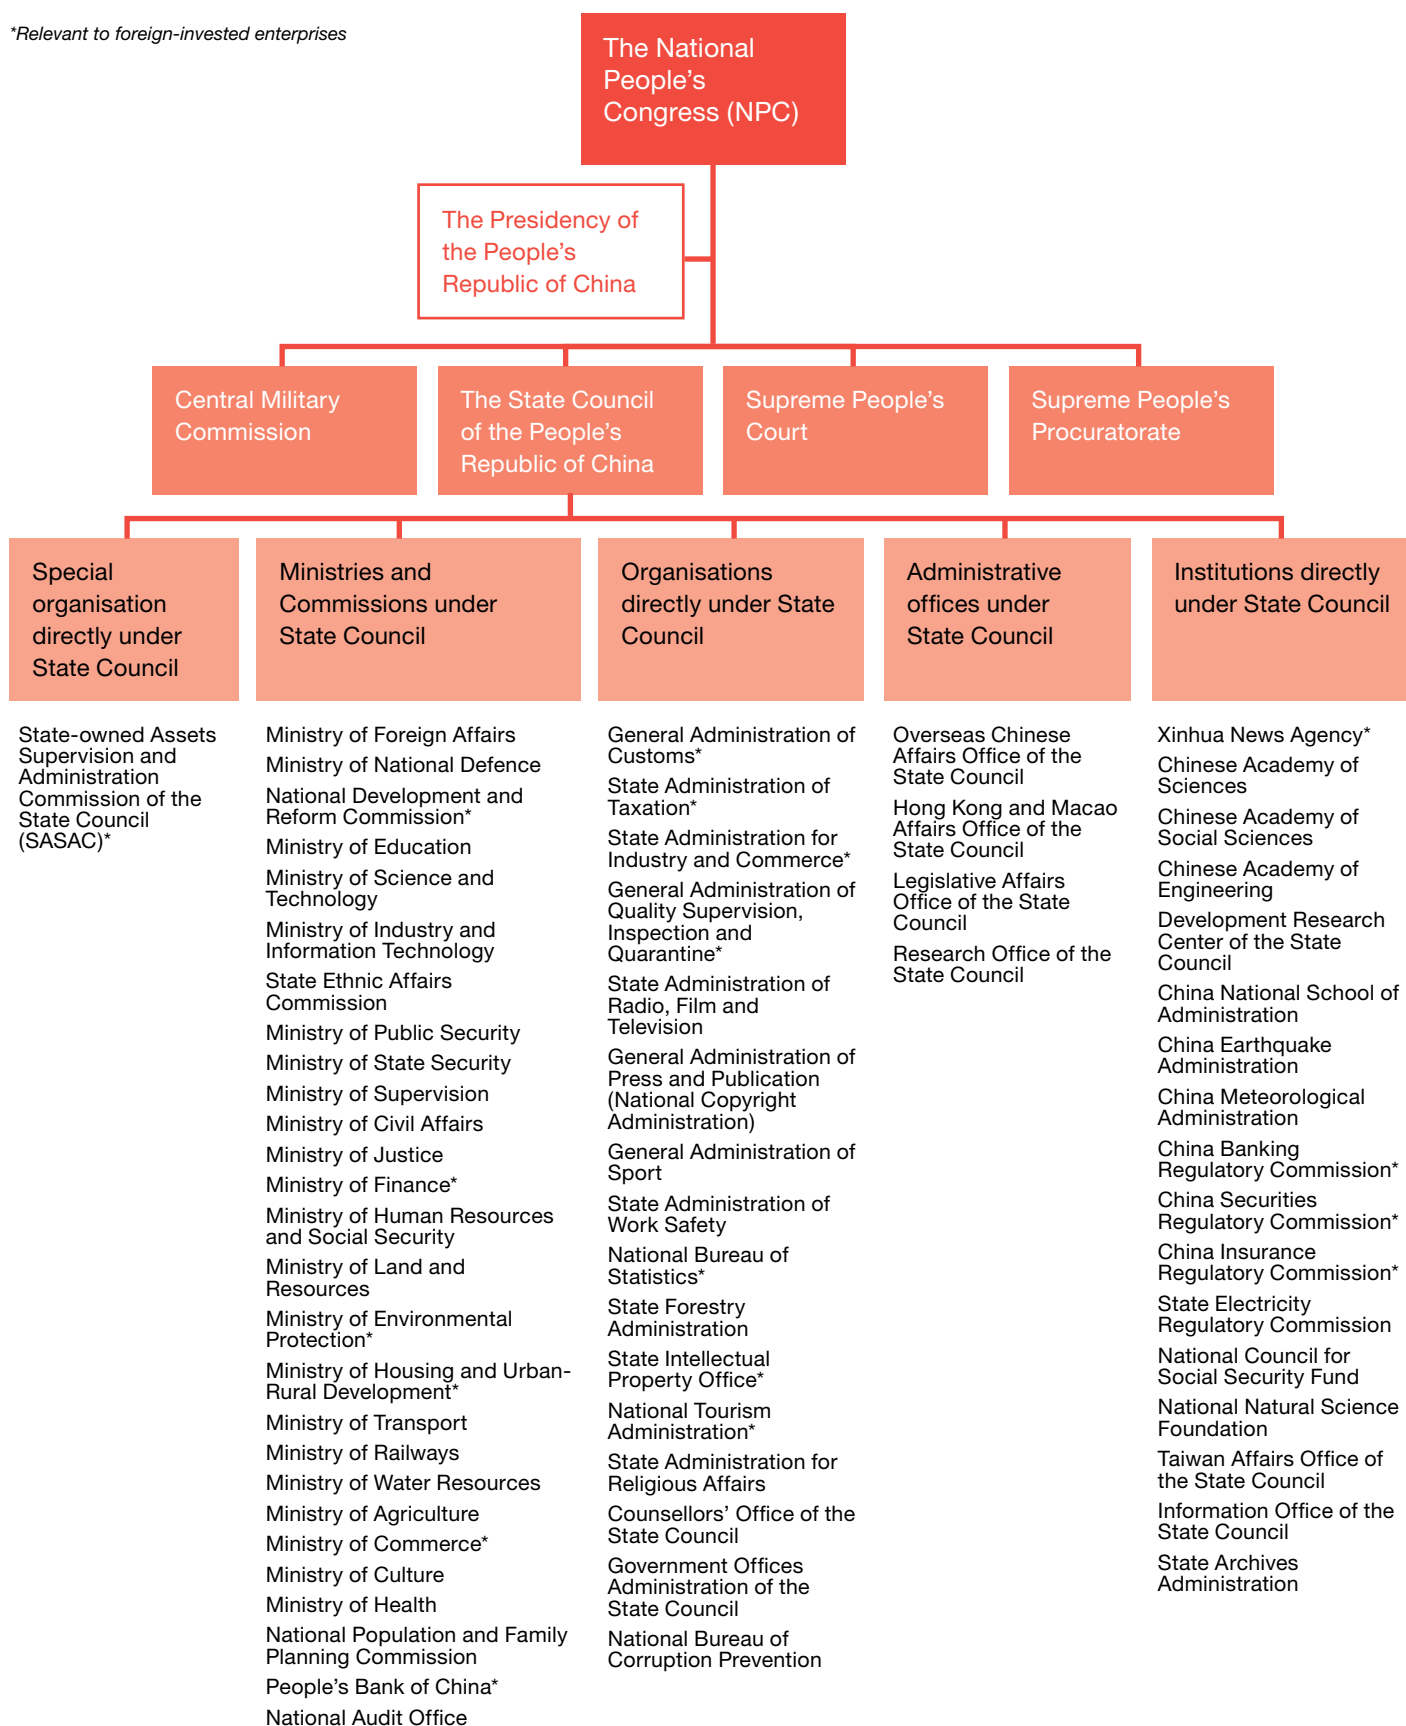 *Relevant to foreign-invested enterprises
The National
People’s
Congress (NPC)
The Presidency of
the People’s
Republic of China
Central Military
Commission
The State Council
of the People’s
Republic of China
Supreme People’s
Court
Supreme People’s
Procuratorate
Special
organisation
directly under
State Council
Ministries and
Commissions under
State Council
Organisations
directly under State
Council
Administrative
offices under
State Council
Institutions directly
under State Council
State-owned Assets
Supervision and
Administration
Commission of the
State Council
(SASAC)*
Ministry of Foreign Affairs
Ministry of National Defence
National Development and
Reform Commission*
Ministry of Education
Ministry of Science and
Technology
Ministry of Industry and
Information Technology
State Ethnic Affairs
Commission
Ministry of Public Security
Ministry of State Security
Ministry of Supervision
Ministry of Civil Affairs
Ministry of Justice
Ministry of Finance*
Ministry of Human Resources
and Social Security
Ministry of Land and
Resources
Ministry of Environmental
Protection*
Ministry of Housing and Urban-
Rural Development*
Ministry of Transport
Ministry of Railways
Ministry of Water Resources
Ministry of Agriculture
Ministry of Commerce*
Ministry of Culture
Ministry of Health
National Population and Family
Planning Commission
People’s Bank of China*
National Audit Office
General Administration of
Customs*
State Administration of
Taxation*
State Administration for
Industry and Commerce*
General Administration of
Quality Supervision,
Inspection and
Quarantine*
State Administration of
Radio, Film and
Television
General Administration of
Press and Publication
(National Copyright
Administration)
General Administration of
Sport
State Administration of
Work Safety
National Bureau of
Statistics*
State Forestry
Administration
State Intellectual
Property Office*
National Tourism
Administration*
State Administration for
Religious Affairs
Counsellors’ Office of the
State Council
Government Offices
Administration of the
State Council
National Bureau of
Corruption Prevention
Overseas Chinese
Affairs Office of the
State Council
Hong Kong and Macao
Affairs Office of the
State Council
Legislative Affairs
Office of the State
Council
Research Office of the
State Council
Xinhua News Agency*
Chinese Academy of
Sciences
Chinese Academy of
Social Sciences
Chinese Academy of
Engineering
Development Research
Center of the State
Council
China National School of
Administration
China Earthquake
Administration
China Meteorological
Administration
China Banking
Regulatory Commission*
China Securities
Regulatory Commission*
China Insurance
Regulatory Commission*
State Electricity
Regulatory Commission
National Council for
Social Security Fund
National Natural Science
Foundation
Taiwan Affairs Office of
the State Council
Information Office of the
State Council
State Archives
Administration